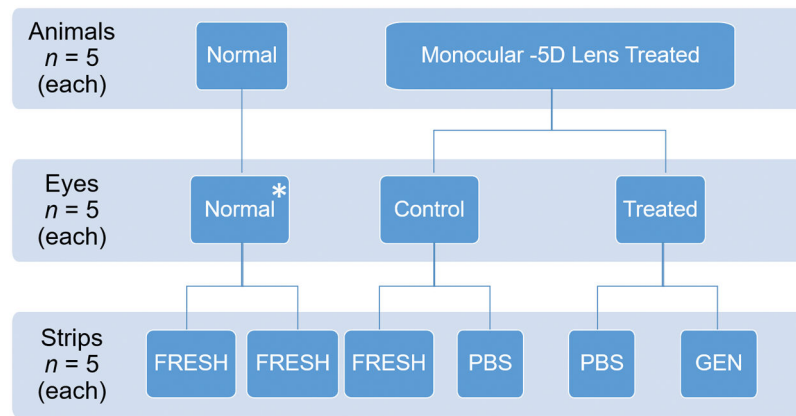 Animals
n = 5
(each)
Normal
Monocular -5D Lens Treated
Eyes
n = 5
(each)
Normal*
Control
Treated
Strips
n = 5
(each)
FRESH
FRESH
FRESH
PBS
PBS
GEN